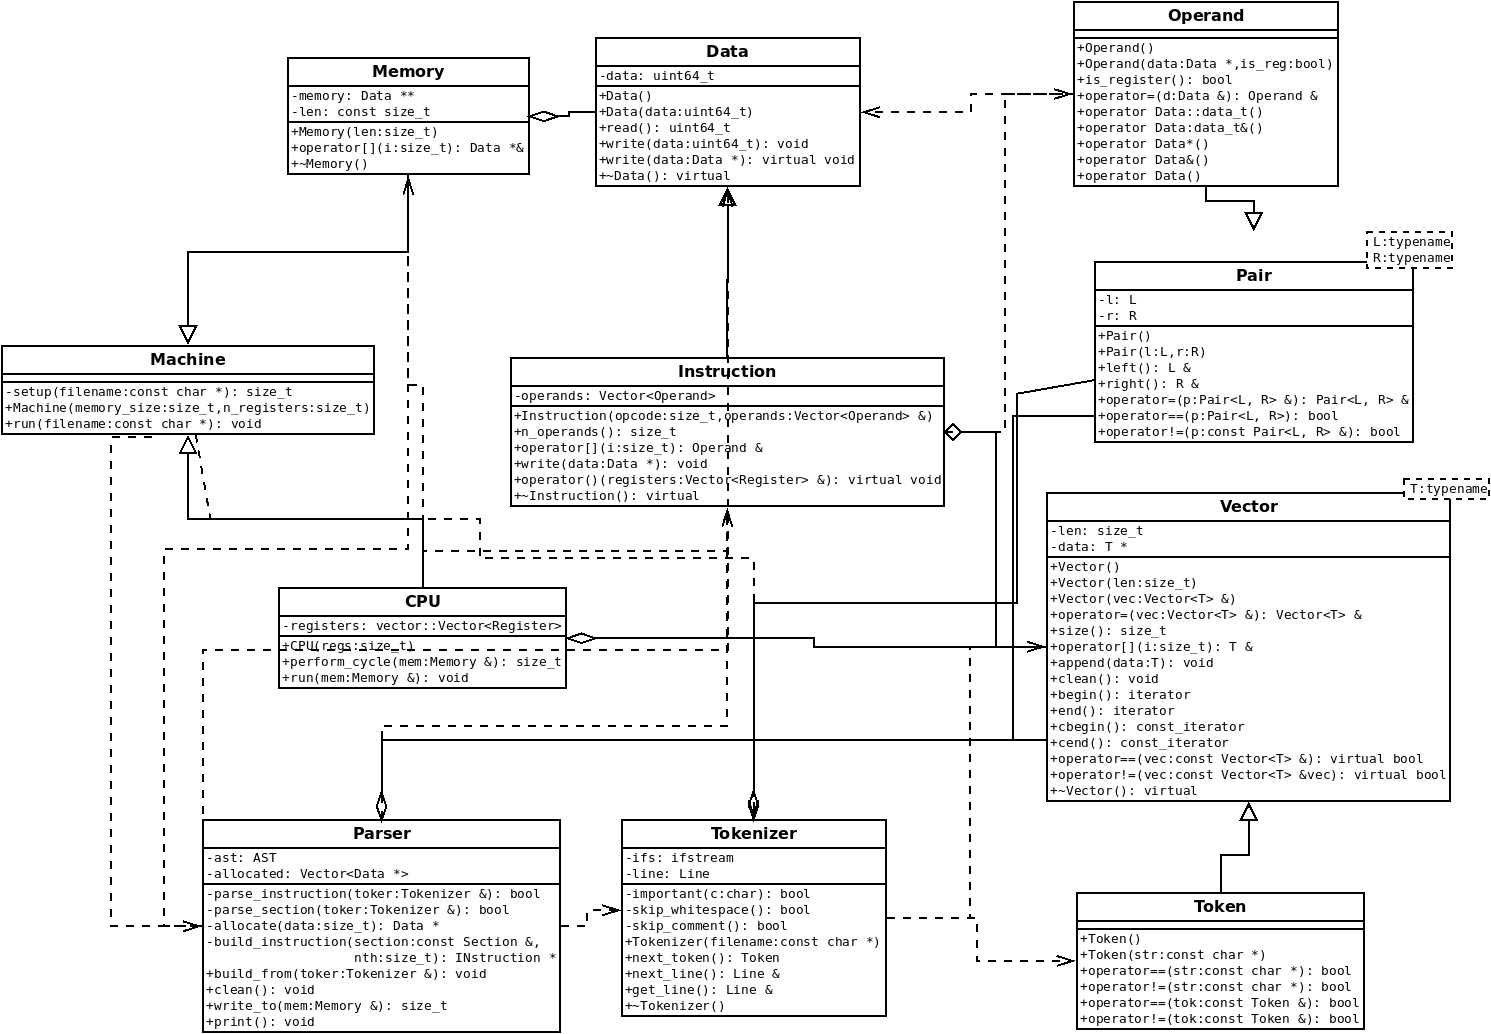 Operand
+Operand()
+Operand(data:Data *,is_reg:bool)
+is_register(): bool
+operator=(d:Data &): Operand &
+operator Data::data_t()
+operator Data:data_t&()
+operator Data*()
+operator Data&()
+operator Data()
Data
-data: uint64_t
+Data()
+Data(data:uint64_t)
+read(): uint64_t
+write(data:uint64_t): void
+write(data:Data *): virtual void
+~Data(): virtual
Memory
-memory: Data **
-len: const size_t
+Memory(len:size_t)
+operator[](i:size_t): Data *&
+~Memory()
L:typename
R:typename
Pair
-l: L
-r: R
+Pair()
+Pair(l:L,r:R)
+left(): L &
+right(): R &
+operator=(p:Pair<L, R> &): Pair<L, R> &
+operator==(p:Pair<L, R>): bool
+operator!=(p:const Pair<L, R> &): bool
Machine
-setup(filename:const char *): size_t
+Machine(memory_size:size_t,n_registers:size_t)
+run(filename:const char *): void
Instruction
-operands: Vector<Operand>
+Instruction(opcode:size_t,operands:Vector<Operand> &)
+n_operands(): size_t
+operator[](i:size_t): Operand &
+write(data:Data *): void
+operator()(registers:Vector<Register> &): virtual void
+~Instruction(): virtual
T:typename
Vector
-len: size_t
-data: T *
+Vector()
+Vector(len:size_t)
+Vector(vec:Vector<T> &)
+operator=(vec:Vector<T> &): Vector<T> &
+size(): size_t
+operator[](i:size_t): T &
+append(data:T): void
+clean(): void
+begin(): iterator
+end(): iterator
+cbegin(): const_iterator
+cend(): const_iterator
+operator==(vec:Vector<T> &): virtual bool
+operator!=(vec:const Vector<T> &vec): virtual bool
+~Vector(): virtual
CPU
-registers: vector::Vector<Register>
+CPU(regs:size_t)
+perform_cycle(mem:Memory &): size_t
+run(mem:Memory &): void
Parser
-ast: AST
-allocated: Vector<Data *>
-parse_instruction(toker:Tokenizer &): bool
-parse_section(toker:Tokenizer &): bool
-allocate(data:size_t): Data *
-build_instruction(section:const Section &,
nth:size_t): INstruction *
+build_from(toker:Tokenizer &): void
+clean(): void
+write_to(mem:Memory &): size_t
+print(): void
Tokenizer
-ifs: ifstream
-line: Line
-important(c:char): bool
-skip_whitespace(): bool
-skip_comment(): bool
+Tokenizer(filename:const char *)
+next_token(): Token
+next_line(): Line &
+get_line(): Line &
+~Tokenizer()
Token
+Token()
+Token(str:const char *)
+operator==(str:const char *): bool
+operator!=(str:const char *): bool
+operator==(tok:const Token &): bool
+operator!=(tok:const Token &): bool